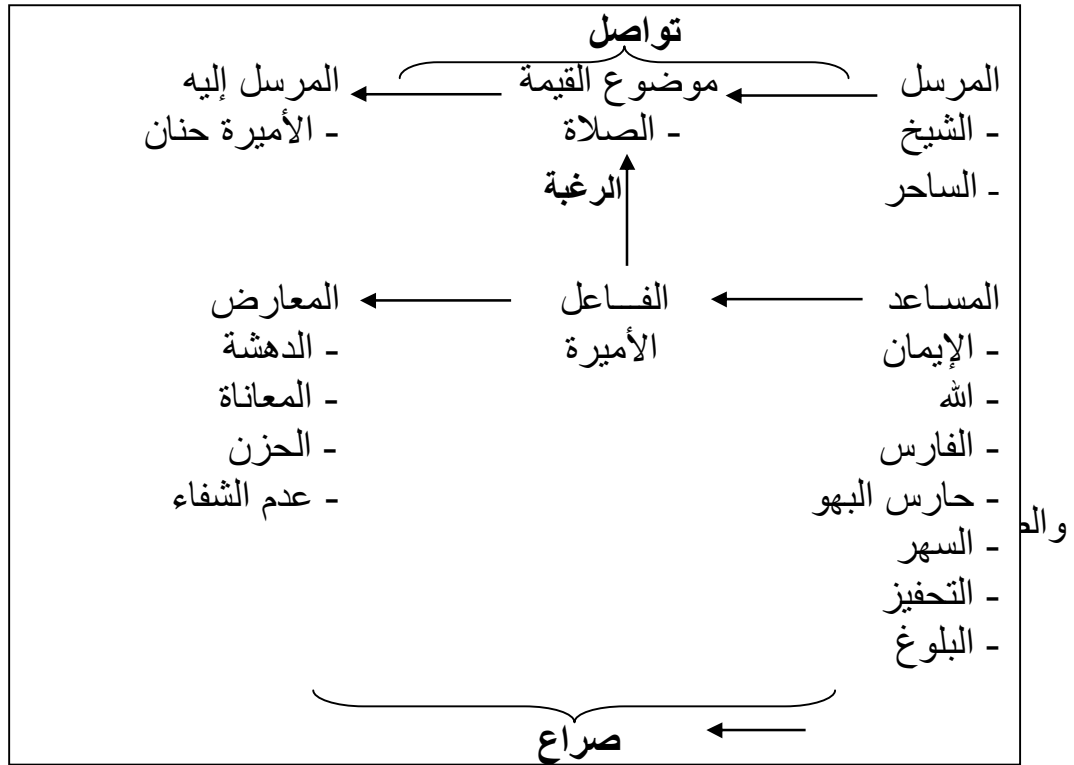 تواصل
المرسل موضوع القيمة المرسل إليه
- الشيخ - الصلاة - الأميرة حنان
- الساحر الرغبة
المساعد الفـــاعل المعارض
- الإيمان الأميرة - الدهشة
- الله - المعاناة
- الفارس - الحزن
- حارس البهو - عدم الشفاء
- السهر
- التحفيز
- البلوغ
صراع